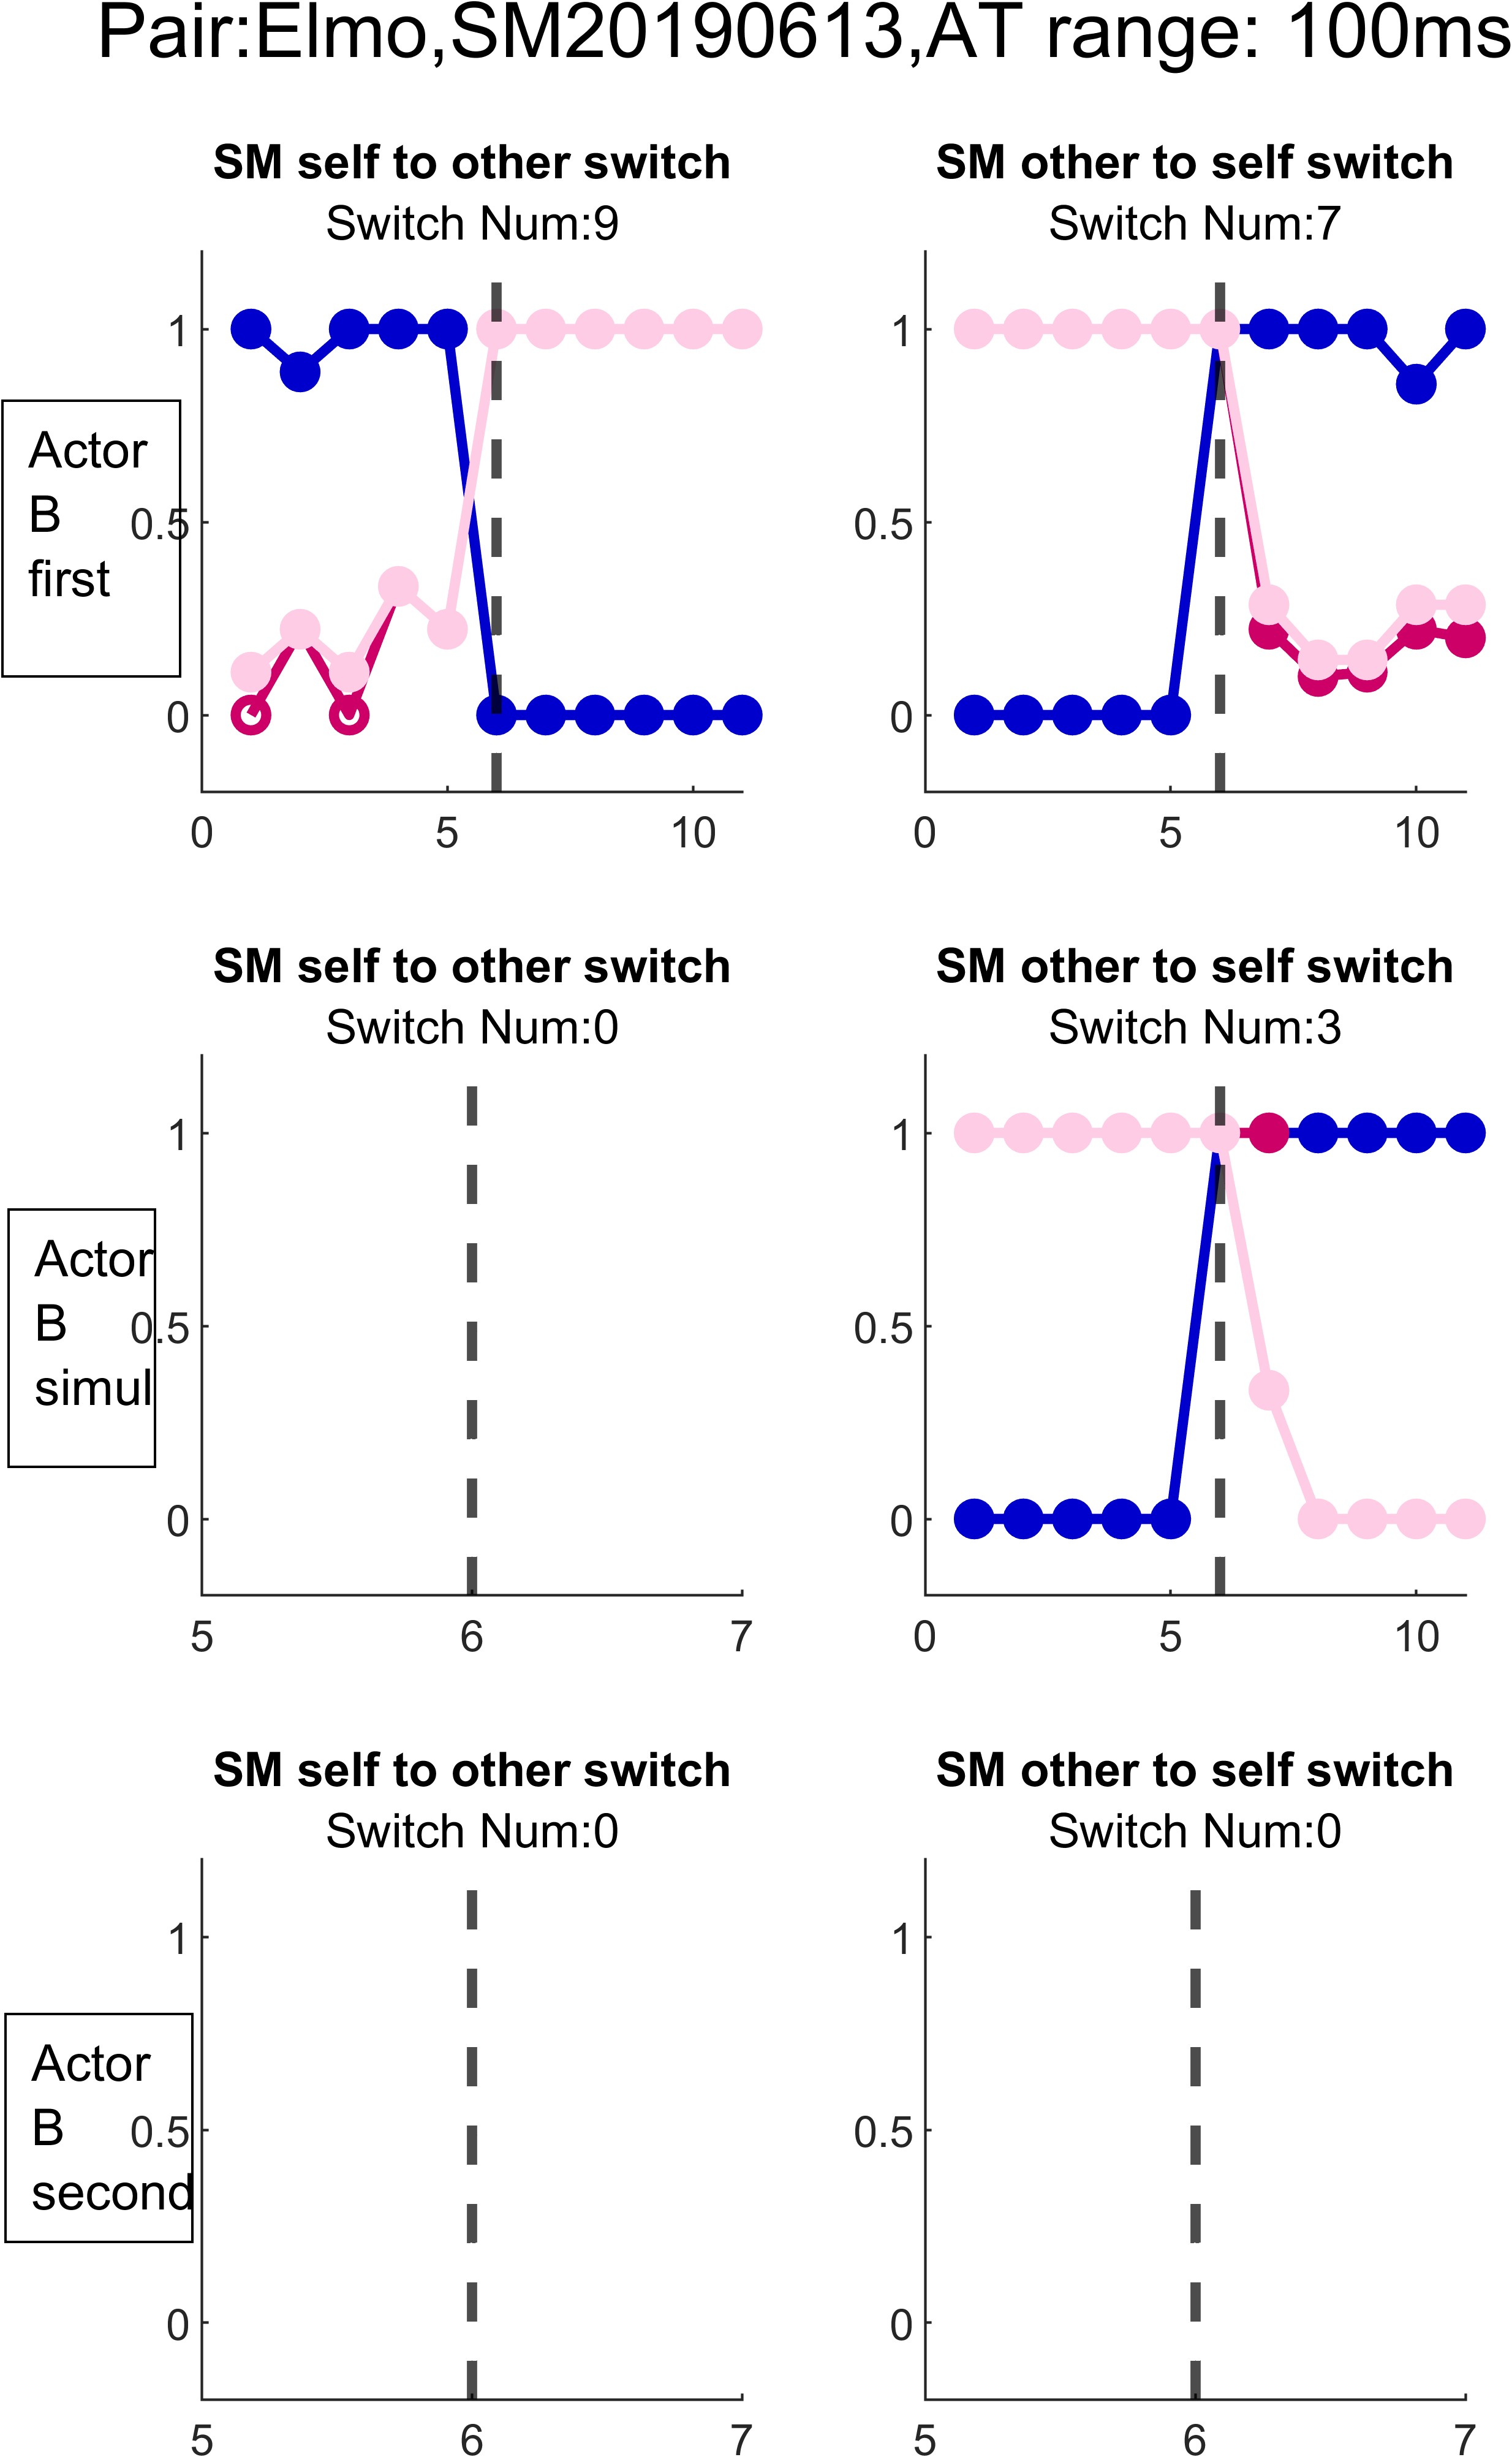 Pair:Elmo,SM20190613,AT range: 100ms
SM self to other switch
Switch Num:9
1
0.5
0
0 5 10
Actor
B
first
SM other to self switch
Switch Num:7
1
0.5
0
0 5 10
SM self to other switch
Switch Num:0
1
0.5
0
5 6 7
Actor
B
simul
SM other to self switch
Switch Num:3
1
0.5
0
0 5 10
SM self to other switch
Switch Num:0
1
0.5
0
5 6 7
Actor
B
second
SM other to self switch
Switch Num:0
1
0.5
0
5 6 7